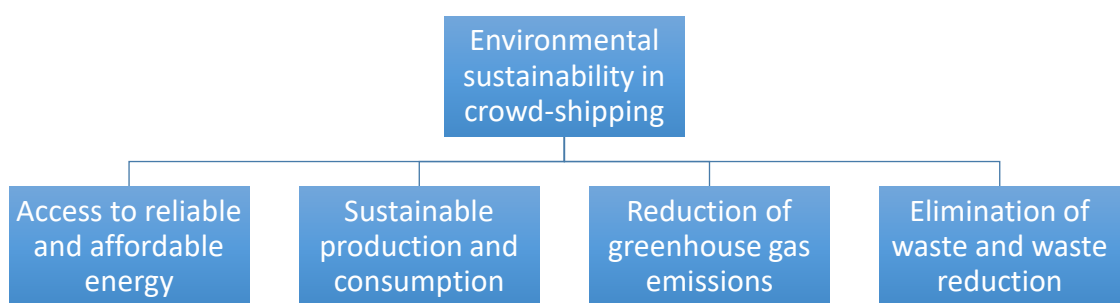 Environmental
sustainability in
crowd-shipping
Access to reliable
and affordable
energy
Sustainable
production and
consumption
Reduction of
greenhouse gas
emissions
Elimination of
waste and waste
reduction